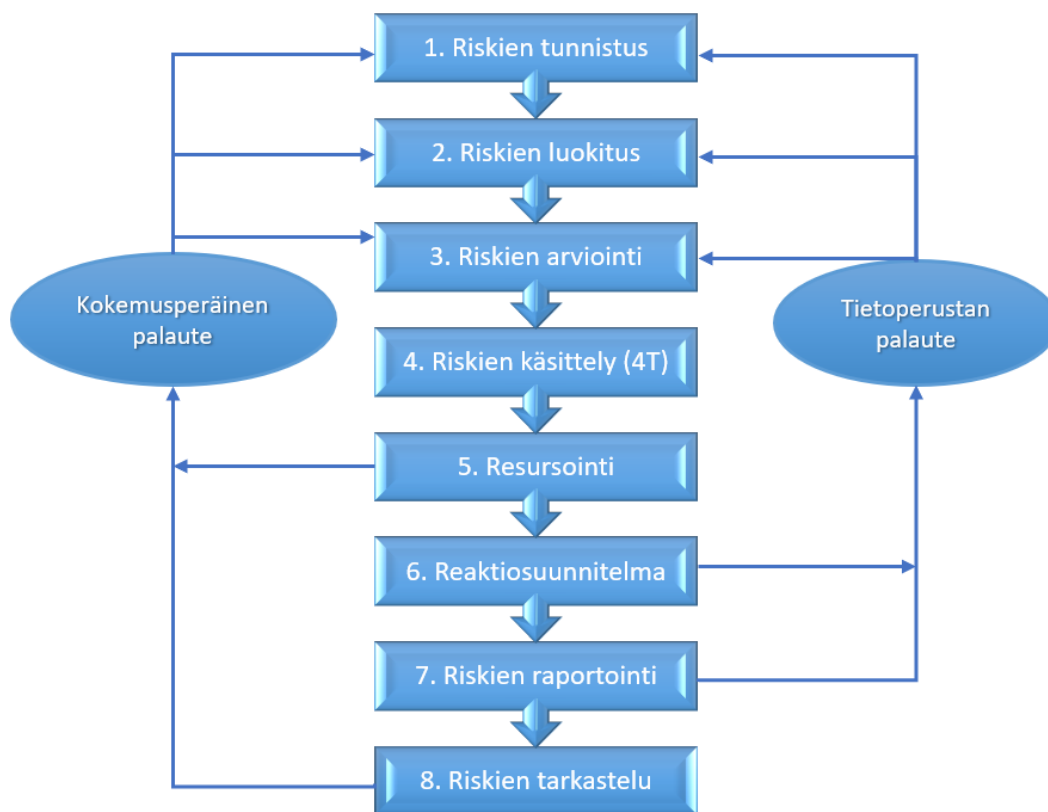 1. Riskien tunnistus
2. Riskien luokitus
3. Riskien arviointi
Kokemusperäinen
palaute
Tietoperustan
palaute
4. Riskien käsittely (4T)
5. Resursointi
6. Reaktiosuunnitelma
7. Riskien raportointi
8. Riskien tarkastelu